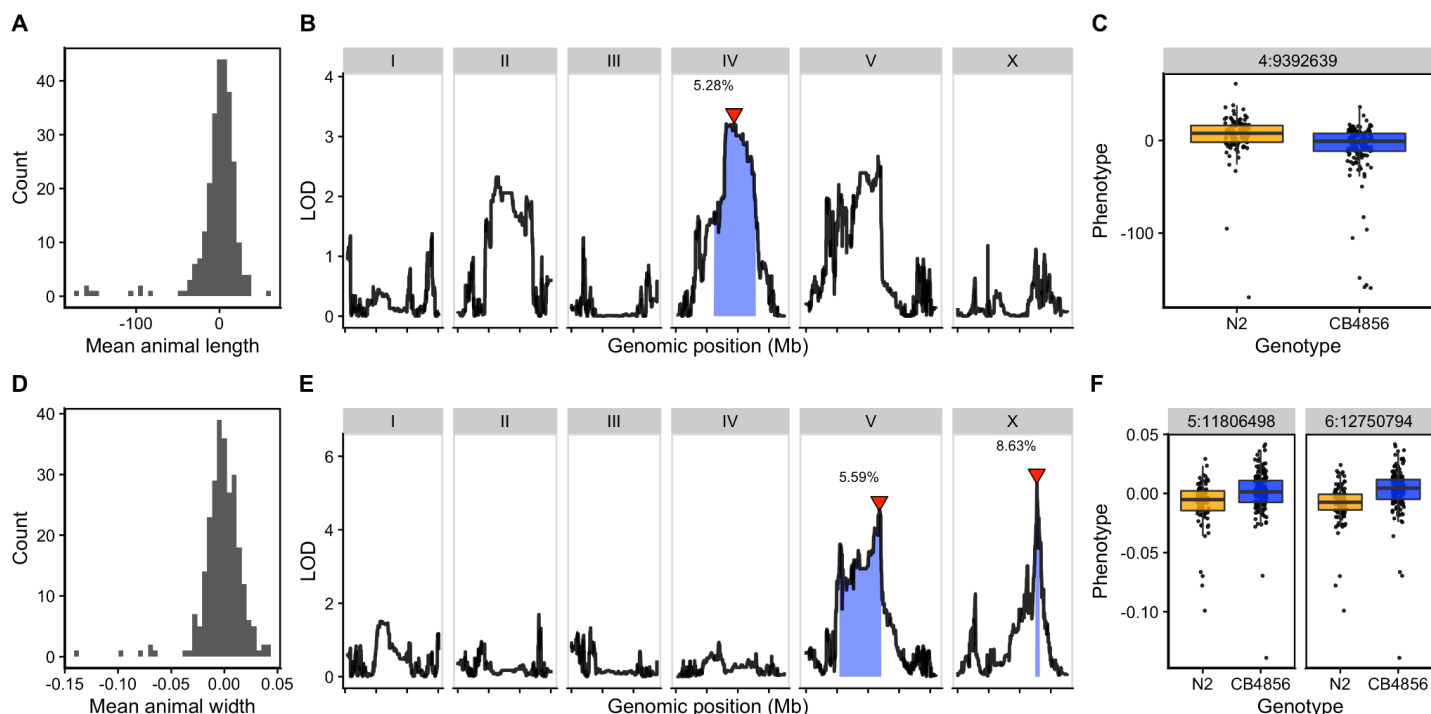 A
Count
40
30
20
10
0
-100
0
Mean animal length
B
I
II
III
IV
V
X
LOD
4
3
2
1
0
5.28%
Genomic position (Mb)
C
4:9392639
Phenotype
0
-100
N2
CB4856
Genotype
D
Count
40
30
20
10
0
-0.15
-0.10
-0.05
0.00
0.05
Mean animal width
E
I
II
III
IV
V
X
LOD
6
4
2
0
5.59%
8.63%
Genomic position (Mb)
F
5:11806498
6:12750794
Phenotype
0.05
0.00
-0.05
-0.10
N2
CB4856
N2
CB4856
Genotype